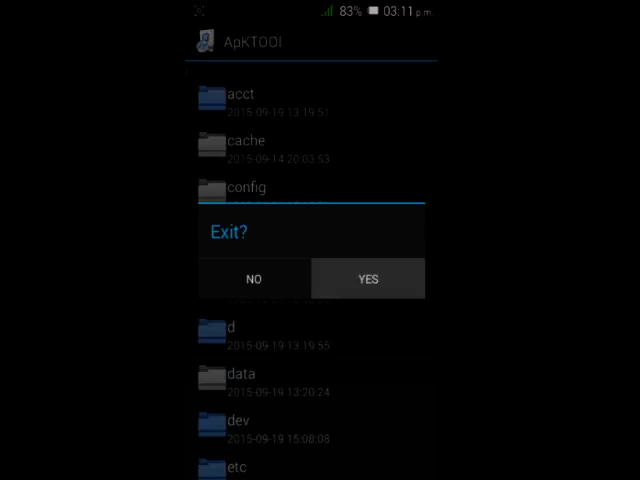 83% 03:11 p.m.
ApKTOOl
acct
2015-09-19 13:19:51
cache
2015-09-14 20:03:53
config
Exit?
NO YES
d
2015-09-19 13:19:55
data
2015-09-19 13:20:24
dev
2015-09-19 15:08:08
etc